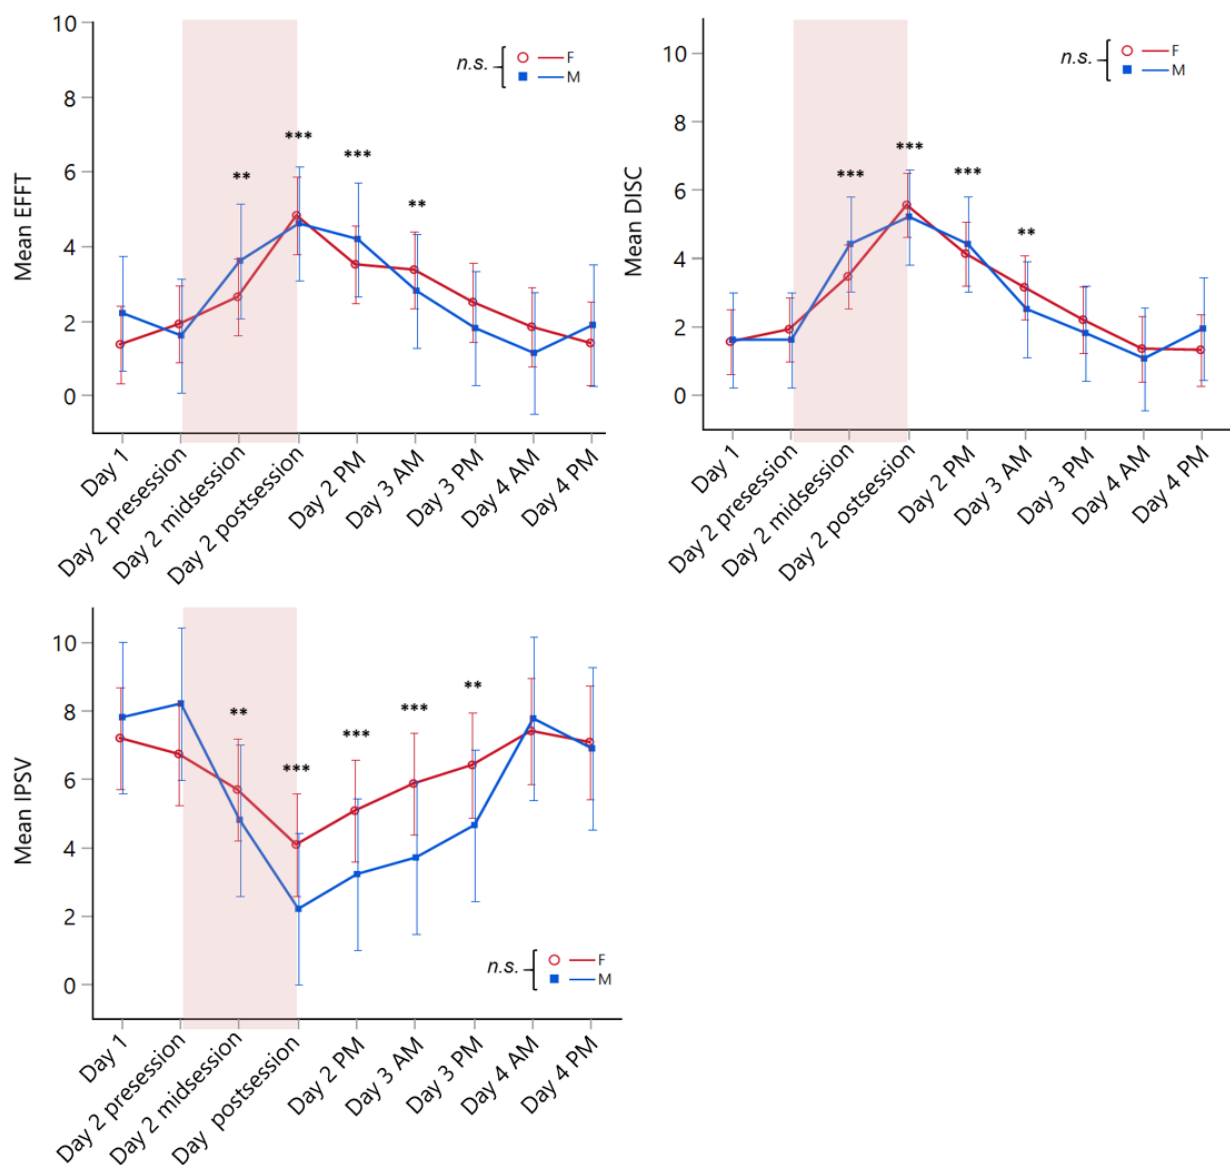 Mean EFFT
10
8
6
4
2
0
**
***
***
**
n.s.
F
M
Day 1
Day 2 presession
Day 2 midsession
Day 2 postsession
Day 2 PM
Day 3 AM
Day 3 PM
Day 4 AM
Day 4 PM
Mean DISC
10
8
6
4
2
0
***
***
***
**
n.s.
F
M
Day 1
Day 2 presession
Day 2 midsession
Day 2 postsession
Day 2 PM
Day 3 AM
Day 3 PM
Day 4 AM
Day 4 PM
Mean IPSV
10
8
6
4
2
0
**
***
***
***
**
n.s.
F
M
Day 1
Day 2 presession
Day 2 midsession
Day postsession
Day 2 PM
Day 3 AM
Day 3 PM
Day 4 AM
Day 4 PM